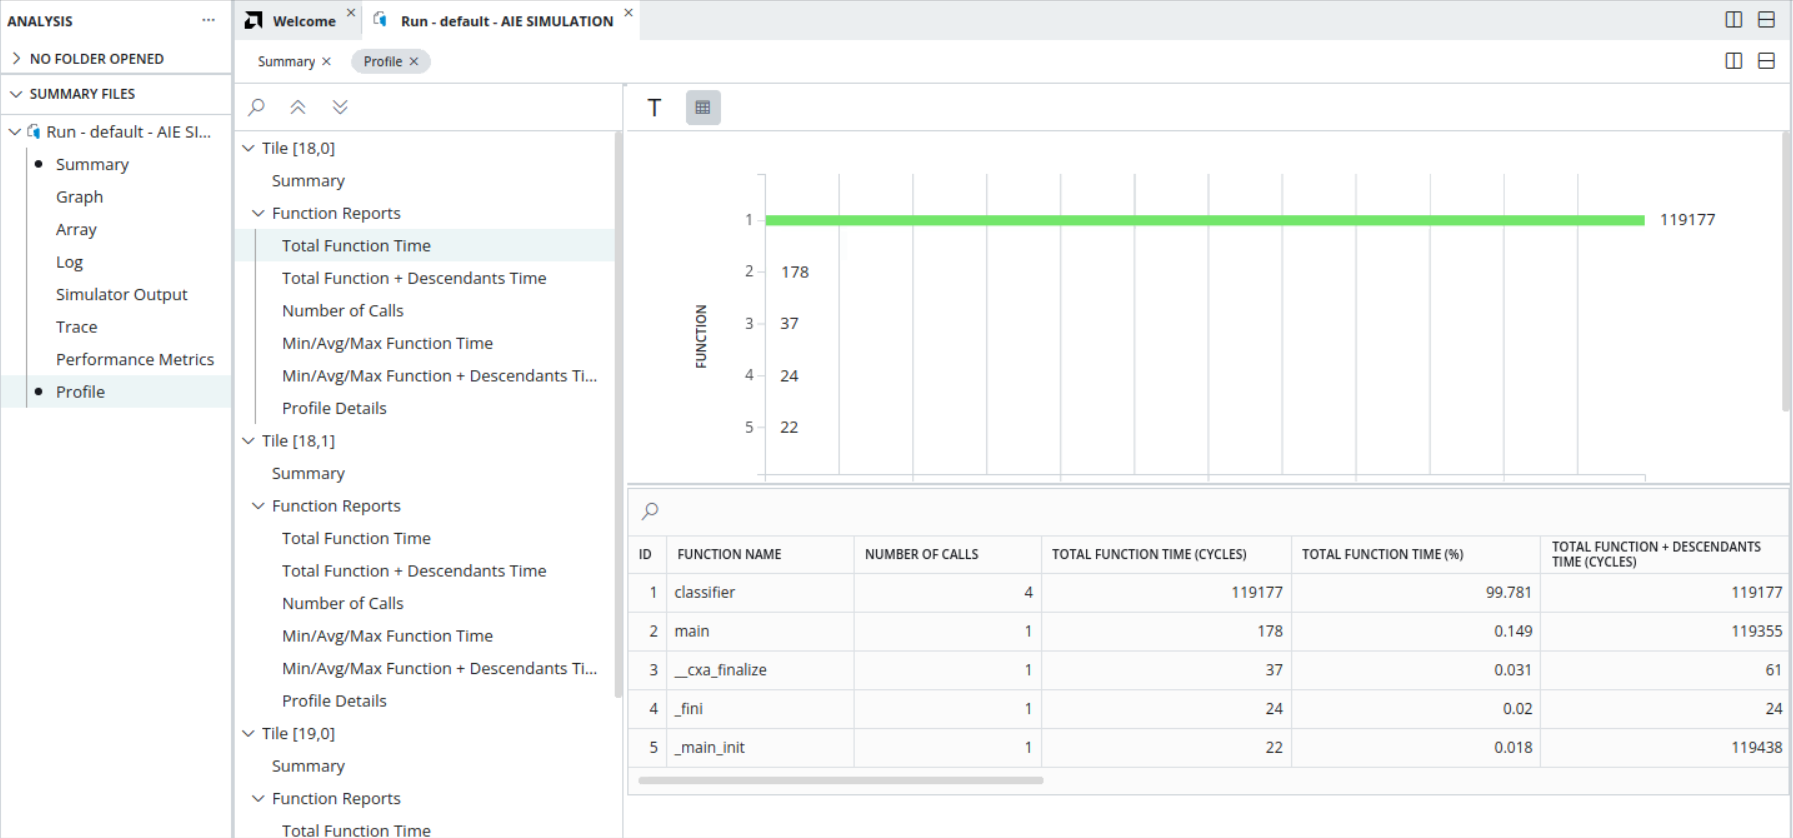 ANALYSIS
NO FOLDER OPENED
SUMMARY FILES
Run - default - AIE SI...
Summary
Graph
Array
Log
Simulator Output
Trace
Performance Metrics
Profile
Welcome
Run - default - AIE SIMULATION
Summary
Profile
Tile [18,0]
Summary
Function Reports
Total Function Time
Total Function + Descendants Time
Number of Calls
Min/Avg/Max Function Time
Min/Avg/Max Function + Descendants Ti...
Profile Details
Tile [18,1]
Summary
Function Reports
Total Function Time
Total Function + Descendants Time
Number of Calls
Min/Avg/Max Function Time
Min/Avg/Max Function + Descendants Ti...
Profile Details
Tile [19,0]
Summary
Function Reports
Total Function Time
T
FUNCTION
1 119177
2 178
3 37
4 24
5 22
ID FUNCTION NAME NUMBER OF CALLS TOTAL FUNCTION TIME (CYCLES) TOTAL FUNCTION TIME (%) TOTAL FUNCTION + DESCENDANTS
TIME (CYCLES)
1 classifier 4 119177 99.781 119177
2 main 1 178 0.149 119355
3 __cxa_finalize 1 37 0.031 61
4 _fini 1 24 0.02 24
5 _main_init 1 22 0.018 119438